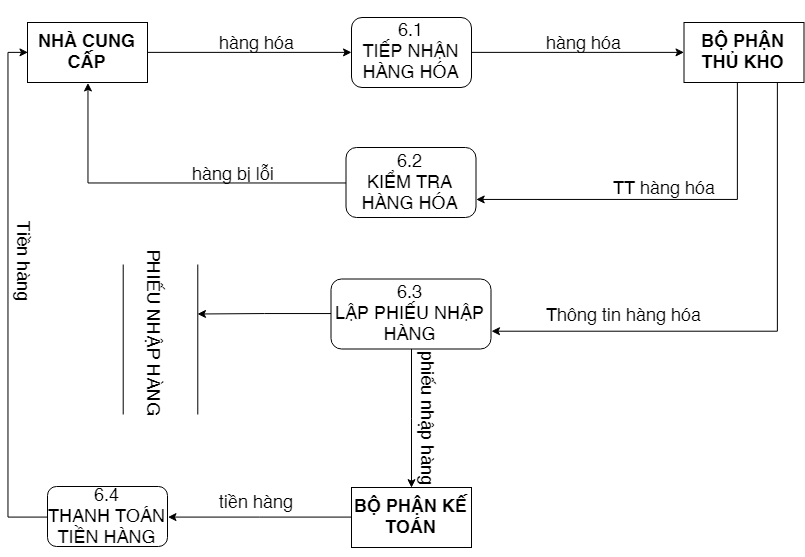 NHÀ CUNG
CẤP
hàng hóa
6.1
TIẾP NHẬN
HÀNG HÓA
hàng hóa
BỘ PHẬN
THỦ KHO
6.2
KIỂM TRA
HÀNG HÓA
hàng bị lỗi
TT hàng hóa
Tiền hàng
PHIẾU NHẬP HÀNG
6.3
LẬP PHIẾU NHẬP
HÀNG
Thông tin hàng hóa
phiếu nhập hàng
6.4
THANH TOÁN
TIỀN HÀNG
tiền hàng
BỘ PHẬN KẾ
TOÁN